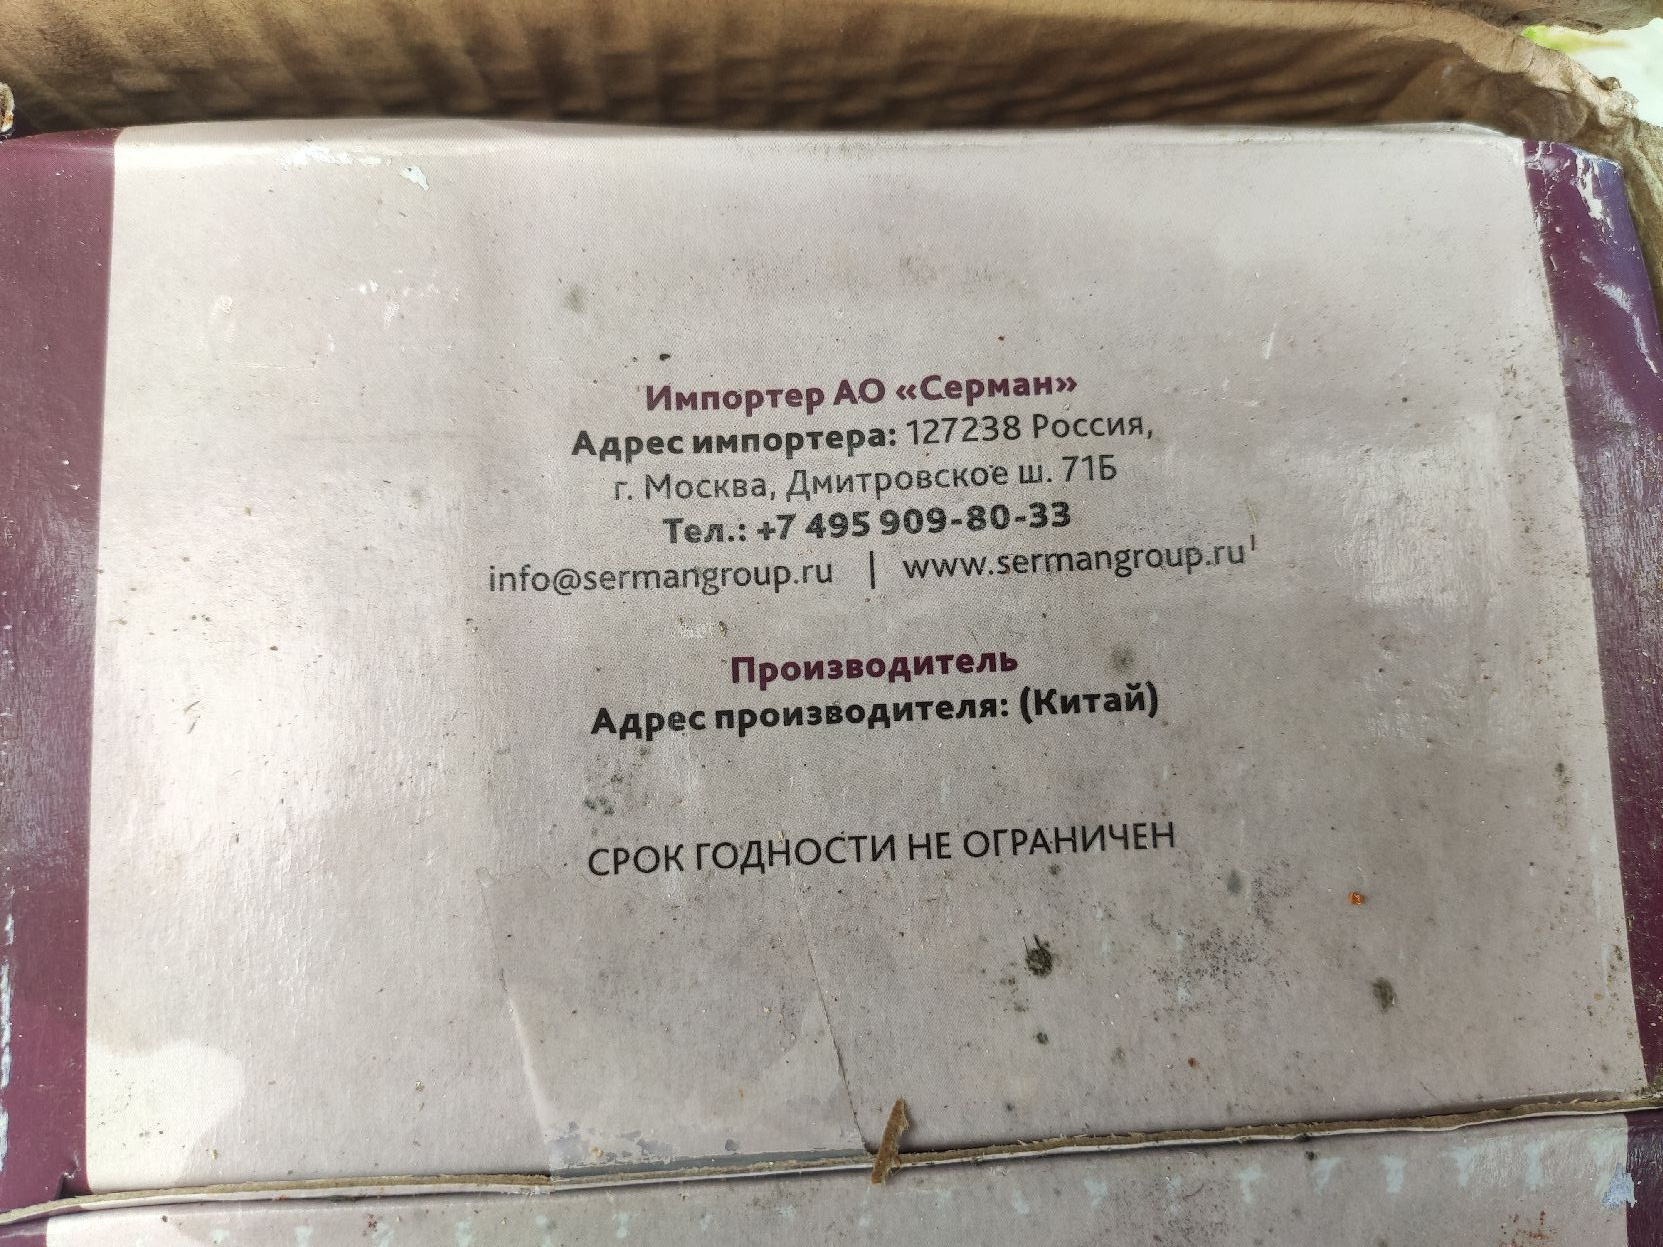 Импортер АО «Серман»
Адрес импортера: 127238 Россия,
г. Москва, Дмитровское ш. 71Б
Тел.: +7 495 909-80-33
info@sermangroup.ru | www.sermangroup.ru
Производитель
Адрес производителя: (Китай)
СРОК ГОДНОСТИ НЕ ОГРАНИЧЕН